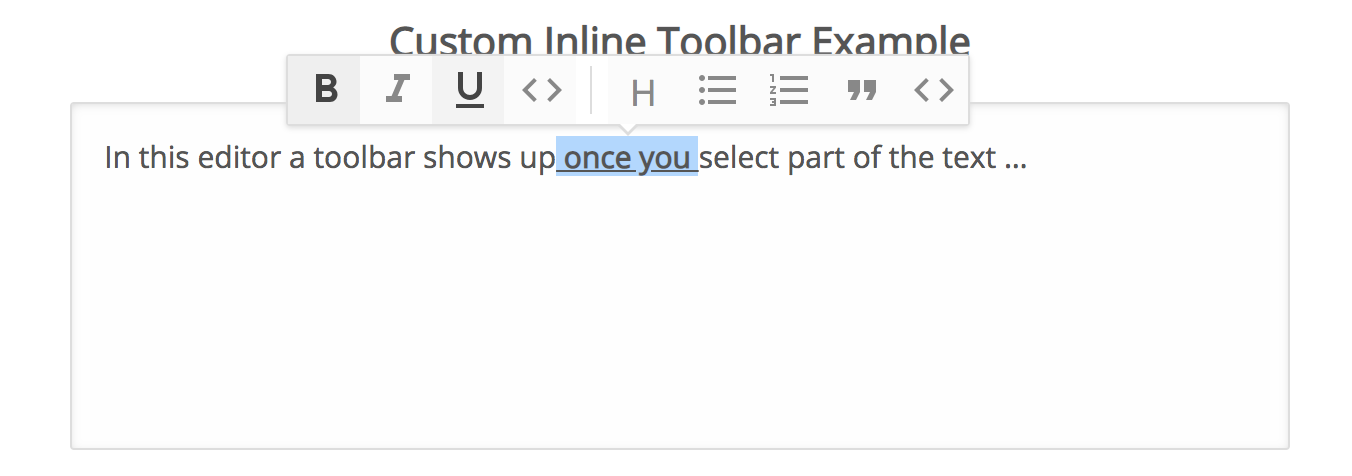 Custom Inline Toolbar Example
B I U <> H
In this editor a toolbar shows up once you select part of the text ...